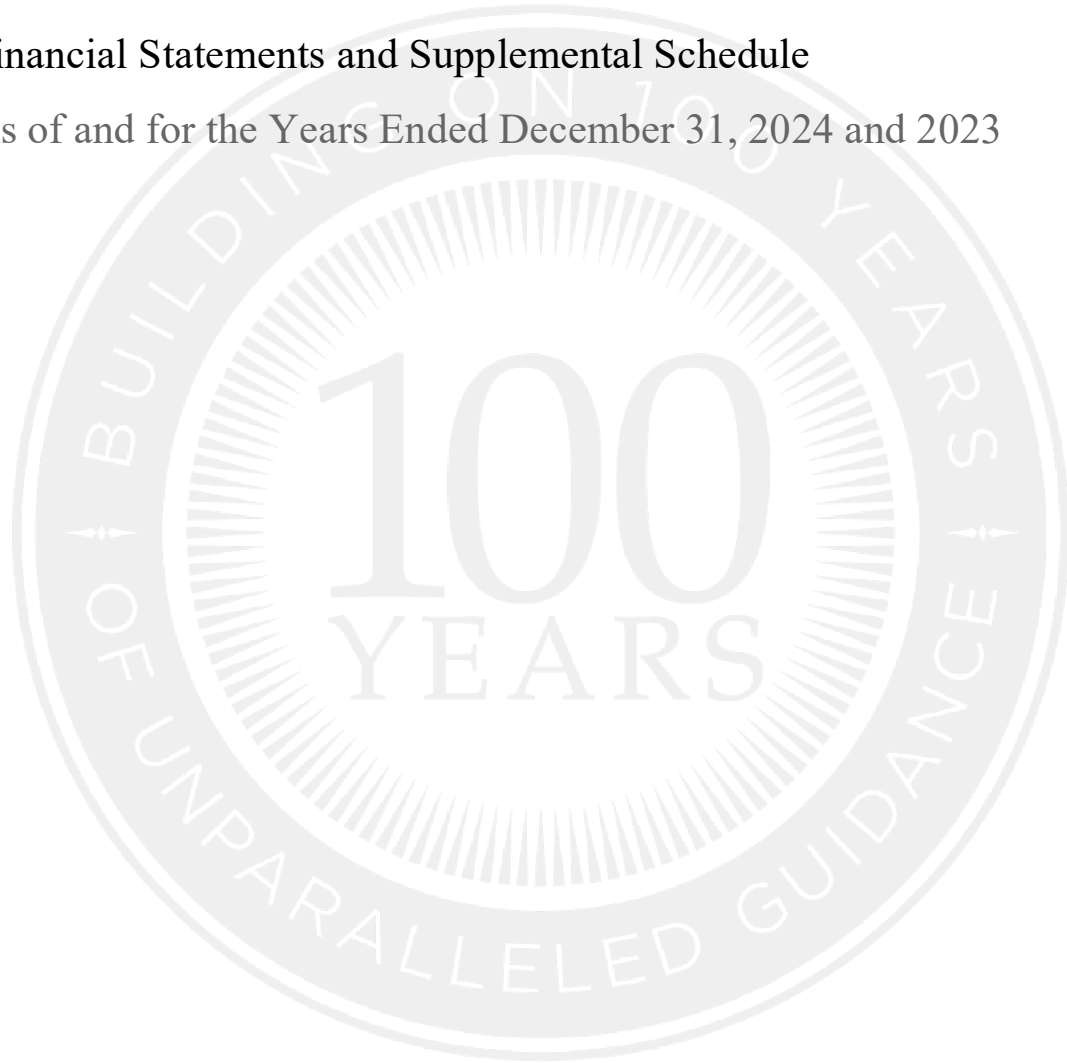 inancial Statements and Supplemental Schedule
s of and for the Years Ended December 31, 2024 and 2023
BUILDING ON 100 YEARS
100
YEARS
OF UNPARALLELED GUIDANCE